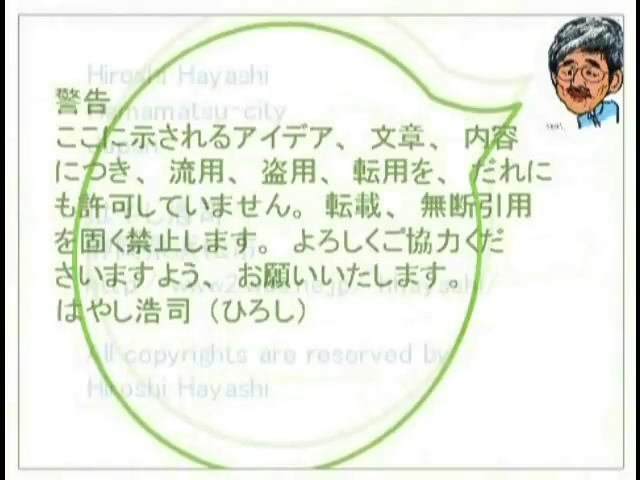 Hiroshi Hayashi
警告
Hamamatsu-city
ここに示されるアイデア、文章、内容
につき、流用、盗用、転用を、だれに
も許可していません。転載、無断引用
を固く禁止します。よろしくご協力くだ
さいますよう、お願いいたします。
はやし浩司（ひろし）
All copyrights are reserved by
Hiroshi Hayashi